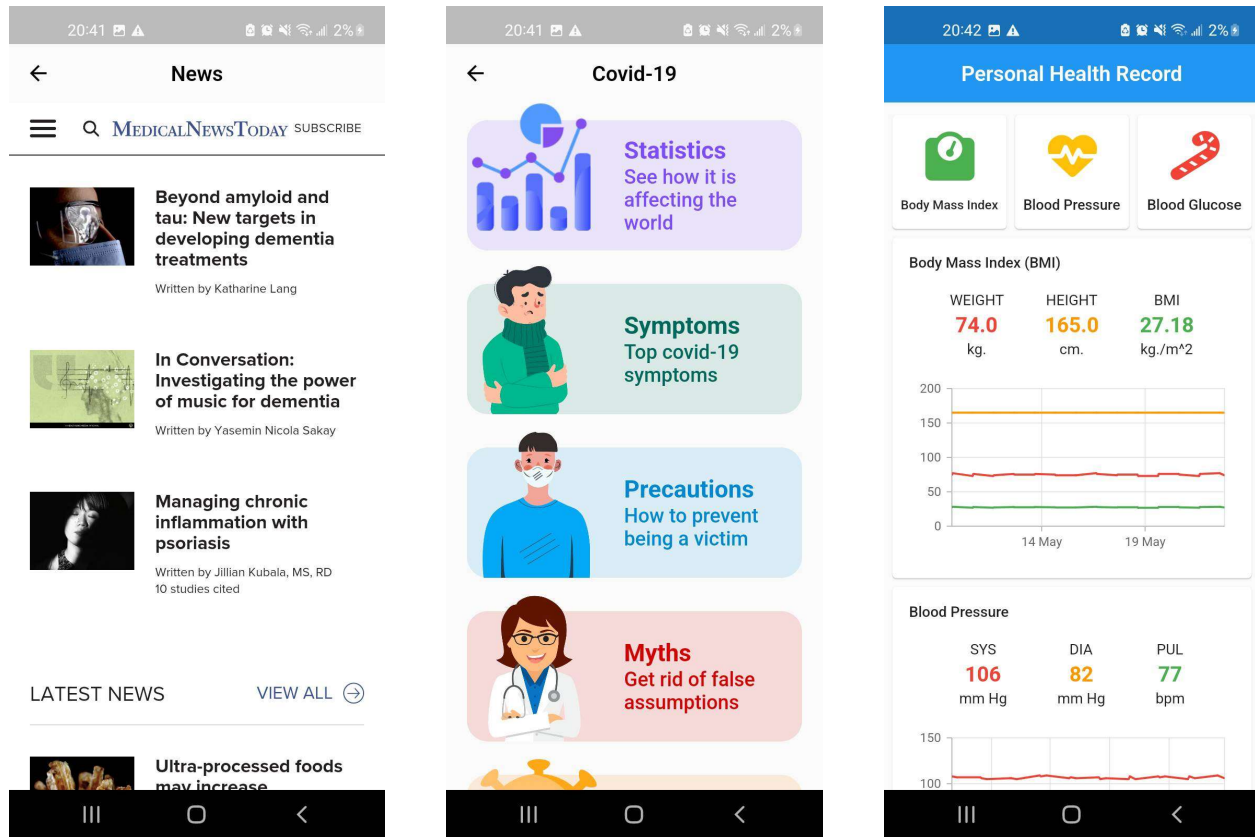 20:41 2%
News
MEDICALNEWSTODAY SUBSCRIBE
Beyond amyloid and
tau: New targets in
developing dementia
treatments
Written by Katharine Lang
In Conversation:
Investigating the power
of music for dementia
Written by Yasemin Nicola Sakay
Managing chronic
inflammation with
psoriasis
Written by Jillian Kubala, MS, RD
10 studies cited
LATEST NEWS VIEW ALL
Ultra-processed foods
may increase
20:41 2%
Covid-19
Statistics
See how it is
affecting the
world
Symptoms
Top covid-19
symptoms
Precautions
How to prevent
being a victim
Myths
Get rid of false
assumptions
20:42 2%
Personal Health Record
Body Mass Index Blood Pressure Blood Glucose
Body Mass Index (BMI)
WEIGHT HEIGHT BMI
74.0 165.0 27.18
kg. cm. kg./m^2
200
150
100
50
0
14 May 19 May
Blood Pressure
SYS DIA PUL
106 82 77
mm Hg mm Hg bpm
150
100